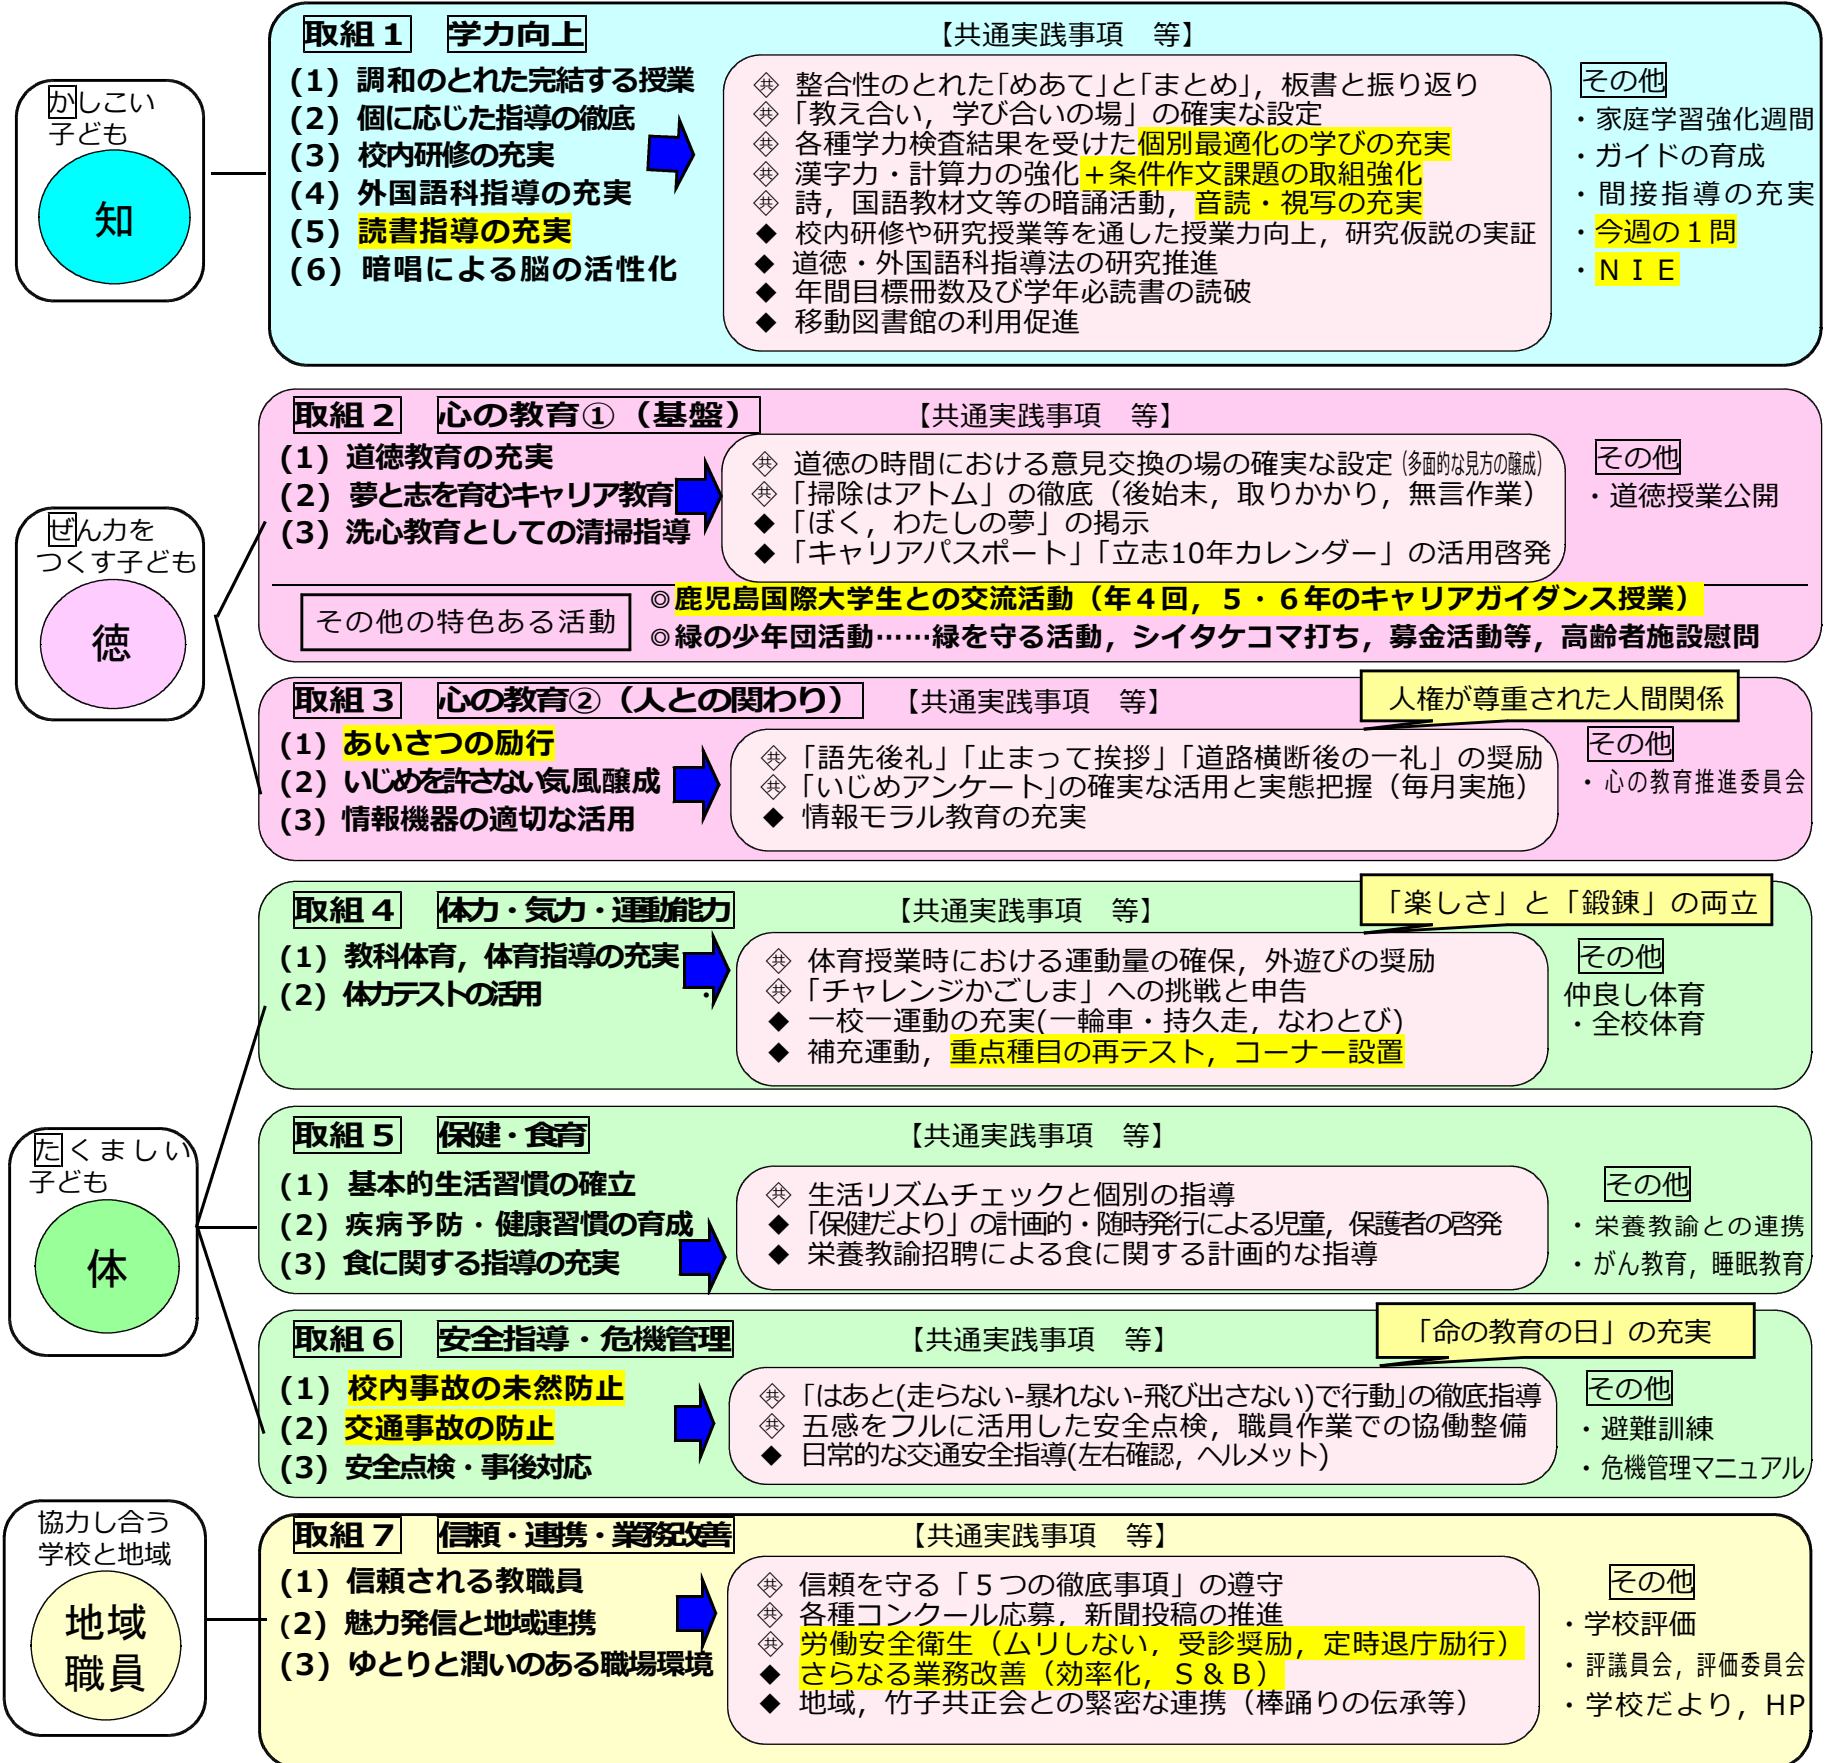 かしこい
子ども
知
取組１　学力向上　【共通実践事項　等】
(1) 調和のとれた完結する授業
(2) 個に応じた指導の徹底
(3) 校内研修の充実
(4) 外国語科指導の充実
(5) 読書指導の充実
(6) 暗唱による脳の活性化
㊓ 整合性のとれた｢めあて｣と｢まとめ｣，板書と振り返り
㊓「教え合い，学び合いの場」の確実な設定
㊓ 各種学力検査結果を受けた個別最適化の学びの充実
㊓ 漢字力・計算力の強化＋条件作文課題の取組強化
㊓ 詩，国語教材文等の暗誦活動，音読・視写の充実
◆ 校内研修や研究授業等を通した授業力向上，研究仮説の実証
◆ 道徳・外国語科指導法の研究推進
◆ 年間目標冊数及び学年必読書の読破
◆ 移動図書館の利用促進
その他
・家庭学習強化週間
・ガイドの育成
・間接指導の充実
・今週の１問
・ＮＩＥ
ぜん力を
つくす子ども
徳
取組２　心の教育①（基盤）　【共通実践事項　等】
(1) 道徳教育の充実
(2) 夢と志を育むキャリア教育
(3) 洗心教育としての清掃指導
㊓ 道徳の時間における意見交換の場の確実な設定(多面的な見方の醸成)
㊓「掃除はアトム」の徹底（後始末，取りかかり，無言作業）
◆「ぼく，わたしの夢」の掲示
◆「キャリアパスポート」「立志10年カレンダー」の活用啓発
その他
・道徳授業公開
その他の特色ある活動
◎鹿児島国際大学生との交流活動（年４回，５・６年のキャリアガイダンス授業）
◎緑の少年団活動……緑を守る活動，シイタケコマ打ち，募金活動等，高齢者施設慰問
取組３　心の教育②（人との関わり）　【共通実践事項　等】
人権が尊重された人間関係
(1) あいさつの励行
(2) いじめを許さない気風醸成
(3) 情報機器の適切な活用
㊓「語先後礼」「止まって挨拶」「道路横断後の一礼」の奨励
㊓「いじめアンケート｣の確実な活用と実態把握（毎月実施）
◆ 情報モラル教育の充実
その他
・心の教育推進委員会
たくましい
子ども
体
取組４　体力・気力・運動能力　【共通実践事項　等】
「楽しさ」と「鍛錬」の両立
(1) 教科体育，体育指導の充実
(2) 体力テストの活用
・
㊓ 体育授業時における運動量の確保，外遊びの奨励
㊓「チャレンジかごしま」への挑戦と申告
◆ 一校一運動の充実(一輪車・持久走，なわとび)
◆ 補充運動，重点種目の再テスト，コーナー設置
その他
仲良し体育
・全校体育
取組５　保健・食育　【共通実践事項　等】
(1) 基本的生活習慣の確立
(2) 疾病予防・健康習慣の育成
(3) 食に関する指導の充実
㊓ 生活リズムチェックと個別の指導
◆「保健だより」の計画的・随時発行による児童，保護者の啓発
◆ 栄養教諭招聘による食に関する計画的な指導
その他
・栄養教諭との連携
・がん教育，睡眠教育
取組６　安全指導・危機管理　【共通実践事項　等】
「命の教育の日」の充実
(1) 校内事故の未然防止
(2) 交通事故の防止
(3) 安全点検・事後対応
㊓「はあと(走らない-暴れない-飛び出さない)で行動｣の徹底指導
㊓ 五感をフルに活用した安全点検，職員作業での協働整備
◆ 日常的な交通安全指導(左右確認，ヘルメット)
その他
・避難訓練
・危機管理マニュアル
協力し合う
学校と地域
地域
職員
取組７　信頼・連携・業務改善　【共通実践事項　等】
(1) 信頼される教職員
(2) 魅力発信と地域連携
(3) ゆとりと潤いのある職場環境
㊓ 信頼を守る「５つの徹底事項」の遵守
㊓ 各種コンクール応募，新聞投稿の推進
㊓ 労働安全衛生（ムリしない，受診奨励，定時退庁励行）
◆ さらなる業務改善（効率化，Ｓ＆Ｂ）
◆ 地域，竹子共正会との緊密な連携（棒踊りの伝承等）
その他
・学校評価
・評議員会，評価委員会
・学校だより，HP